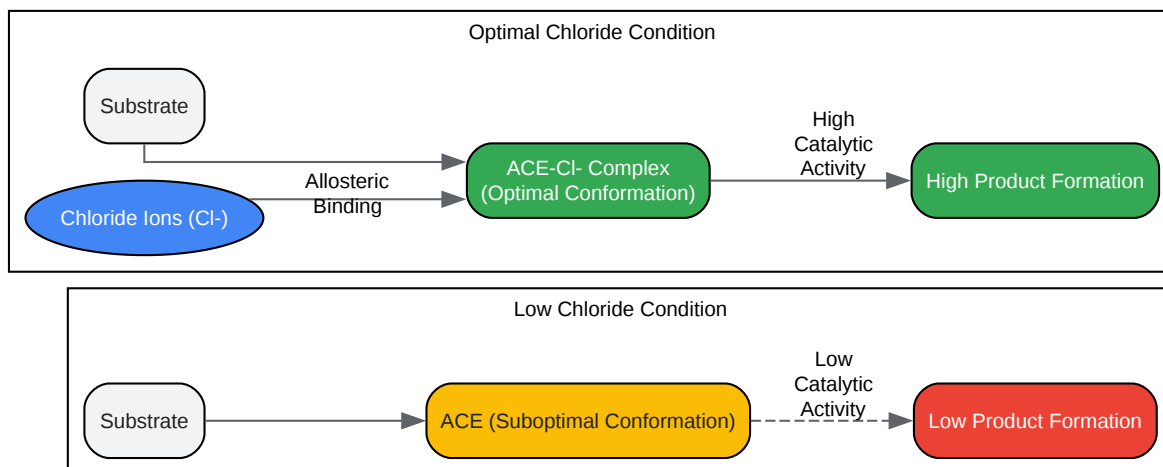 Optimal Chloride Condition
Substrate
Chloride Ions (Cl-)
Allosteric
Binding
ACE-Cl- Complex
(Optimal Conformation)
High
Catalytic
Activity
High Product Formation
Low Chloride Condition
Substrate
ACE (Suboptimal Conformation)
Low
Catalytic
Activity
Low Product Formation